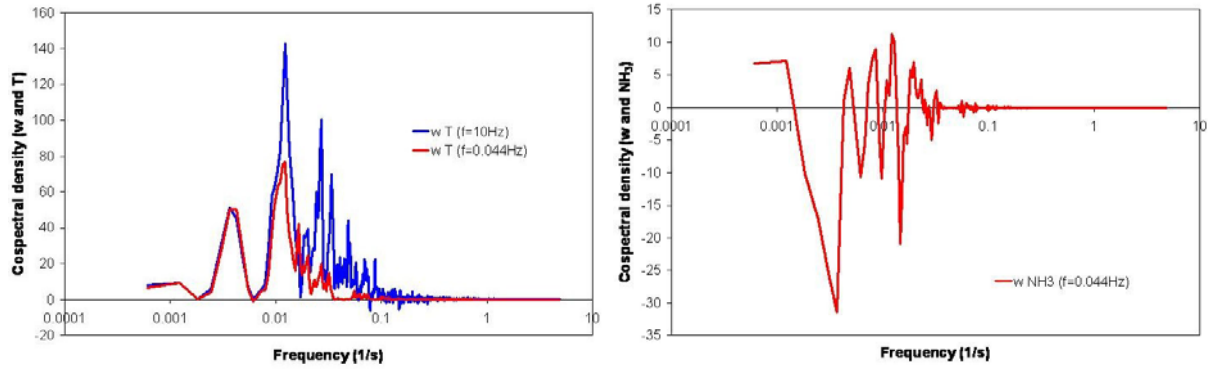 Cospectral density (w and T)
160
140
120
100
80
60
40
20
0
-20
0.0001 0.001 0.01 0.1 1 10
w T (f=10Hz)
w T (f=0.044Hz)
Frequency (1/s)
Cospectral density (w and NH₃)
15
10
5
0
-5
-10
-15
-20
-25
-30
-35
0.0001 0.001 0.001 0.1 1 10
w NH3 (f=0.044Hz)
Frequency (1/s)